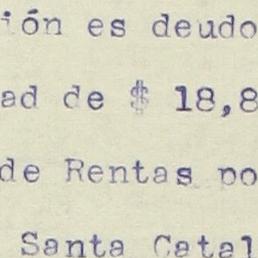 ión es deudo
ad de $ 18,8
de Rentas po
Santa Catal